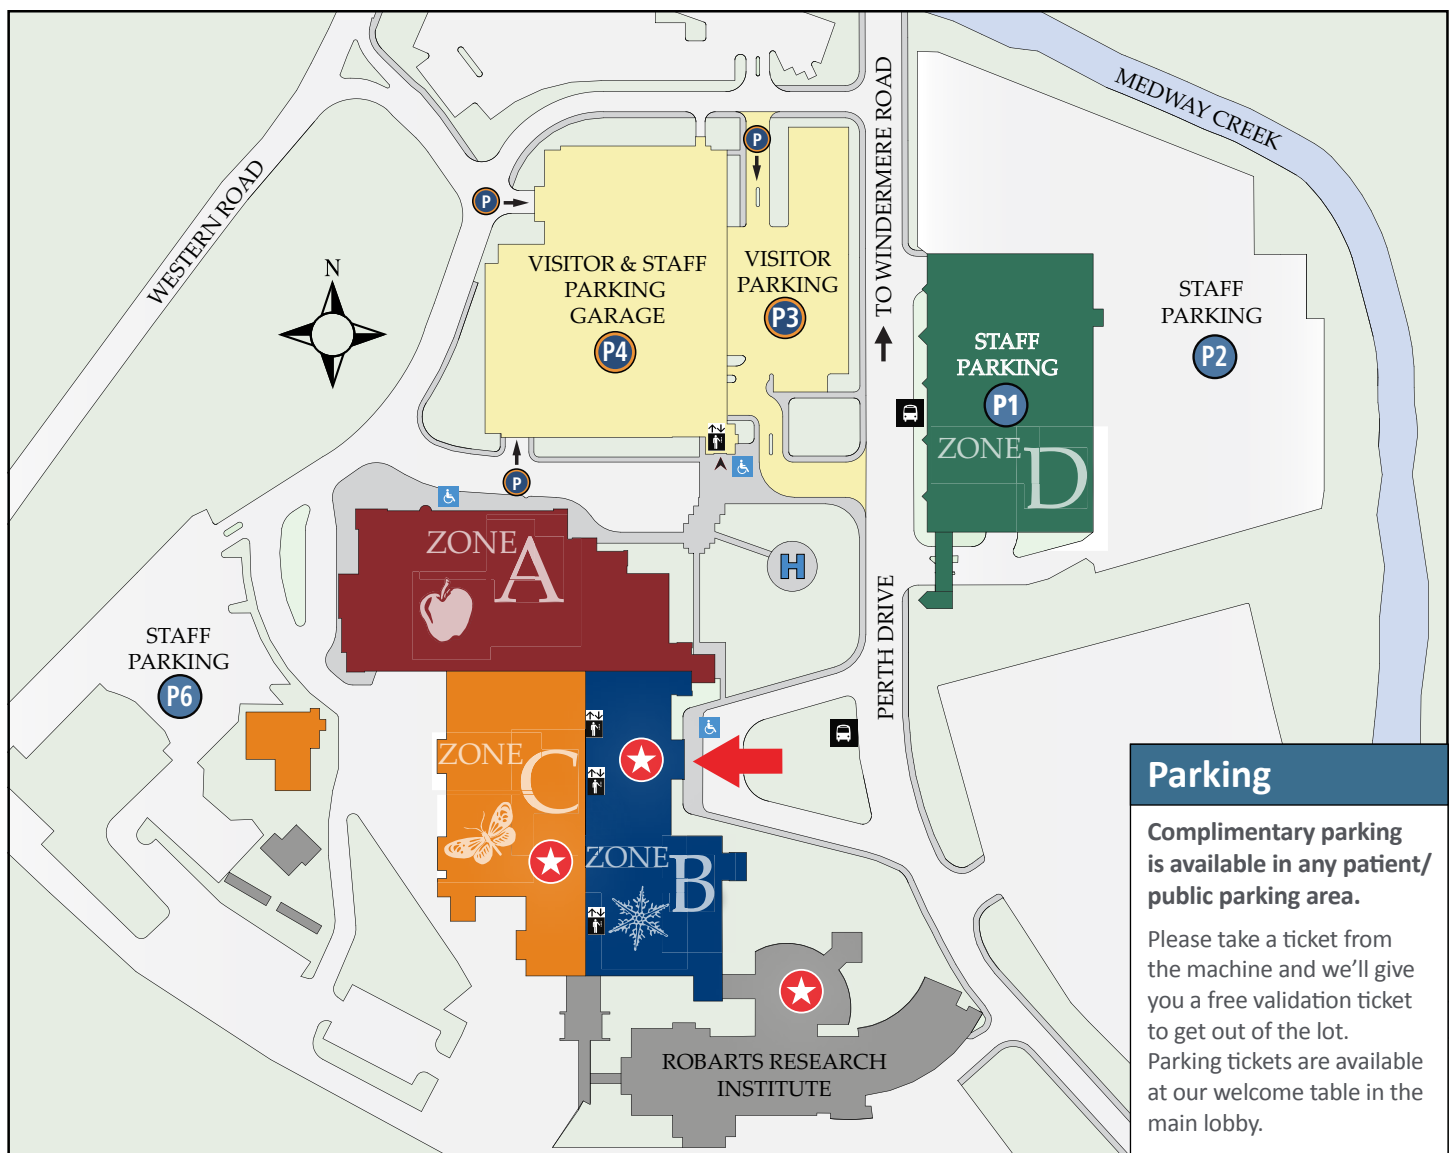 WESTERN ROAD
N
P
P
VISITOR & STAFF
PARKING
GARAGE
P4
VISITOR
PARKING
P3
TO WINDERMERE ROAD
MEDWAY CREEK
STAFF
PARKING
P1
STAFF
PARKING
P2
ZONE D
P
ZONE A
H
PERTH DRIVE
STAFF
PARKING
P6
ZONE C
ZONE B
ROBARTS RESEARCH
INSTITUTE
Parking
Complimentary parking
is available in any patient/
public parking area.
Please take a ticket from
the machine and we'll give
you a free validation ticket
to get out of the lot.
Parking tickets are available
at our welcome table in the
main lobby.